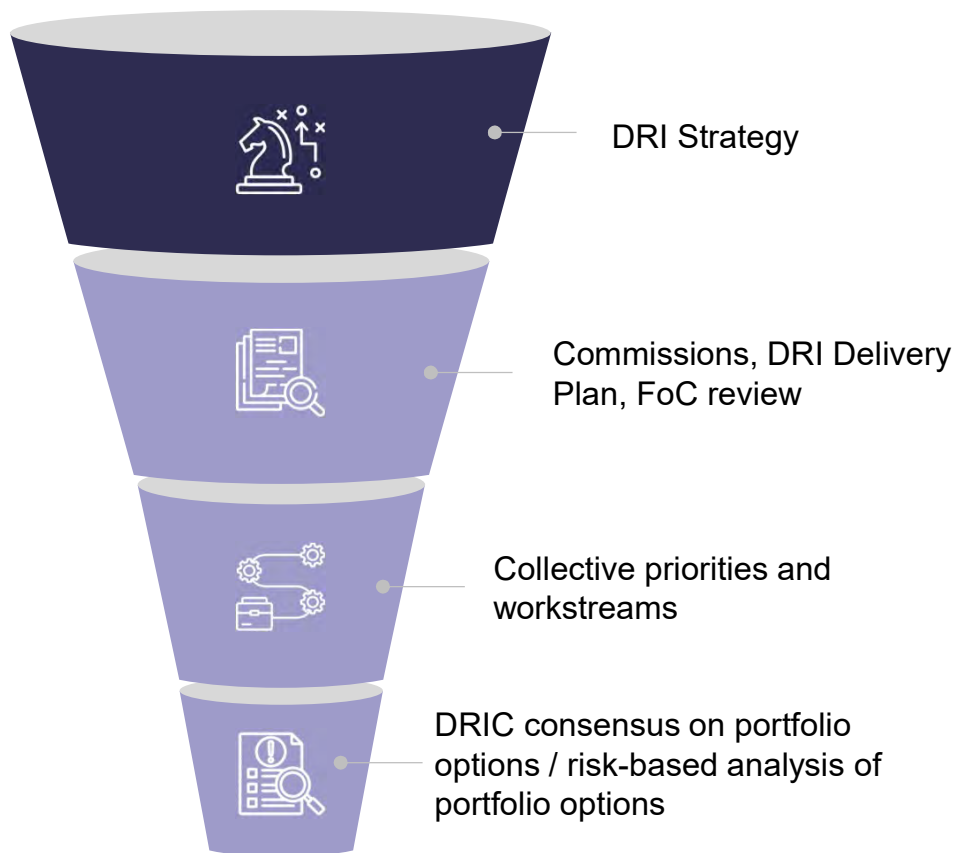 DRI Strategy
Commissions, DRI Delivery
Plan, FoC review
Collective priorities and
workstreams
DRIC consensus on portfolio
options / risk-based analysis of
portfolio options